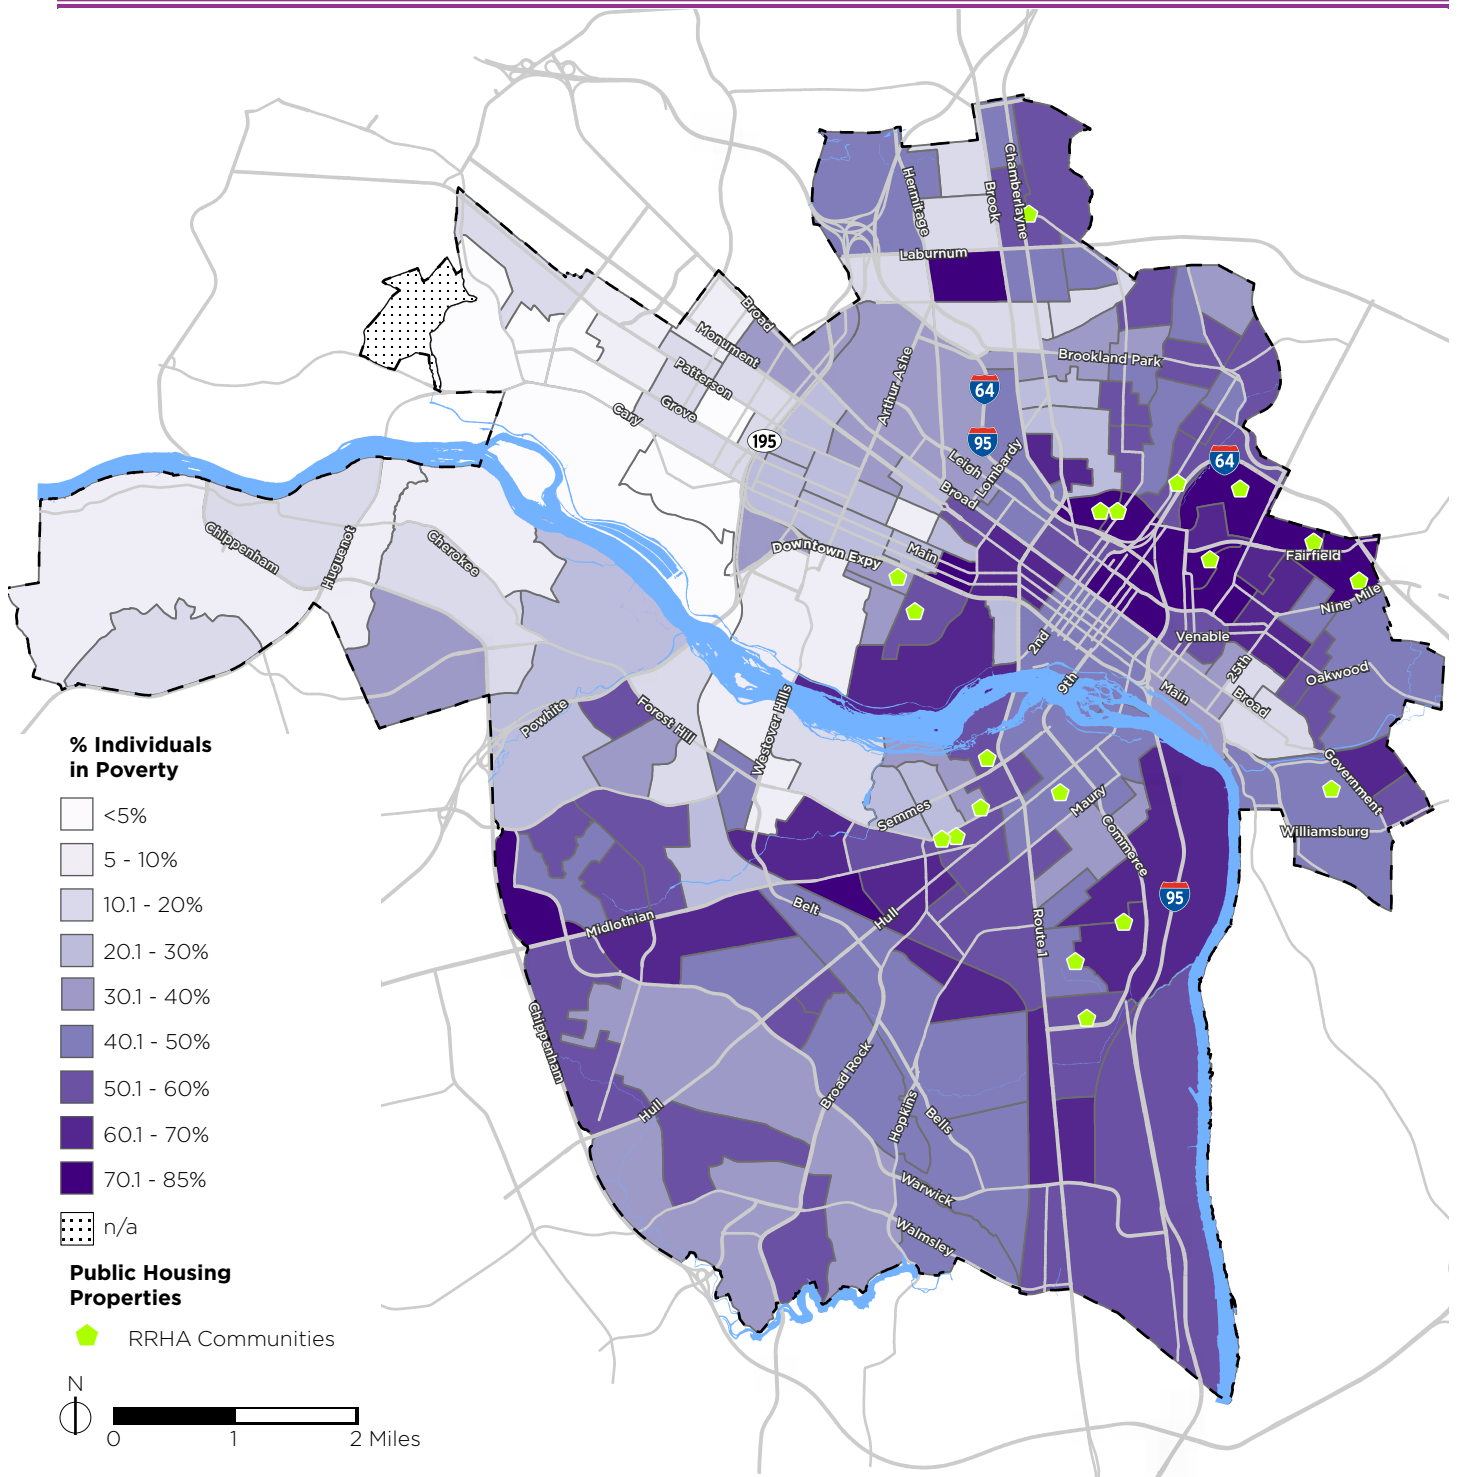 Hermitage
Brook
Chamberlayne
Laburnum
Broad
Monument
Patterson
Grove
Cary
Arthur Ashe
Brookland Park
64
95
195
64
Leigh
Lombardy
Broad
Main
Downtown Expy
Fairfield
Nine Mile
Venable
25th
Oakwood
Broad
Main
2nd
9th
Government
Williamsburg
Chippenham
Huguenot
Cherokee
Powhite
Forest Hill
Westover Hills
Semmes
Maury
Commerce
95
Route 1
Hull
Belt
Midlothian
Chippenham
Hull
Broad Rock
Hopkins
Bells
Warwick
Walmsley
% Individuals
in Poverty
<5%
5 - 10%
10.1 - 20%
20.1 - 30%
30.1 - 40%
40.1 - 50%
50.1 - 60%
60.1 - 70%
70.1 - 85%
n/a
Public Housing
Properties
RRHA Communities
N
0 1 2 Miles